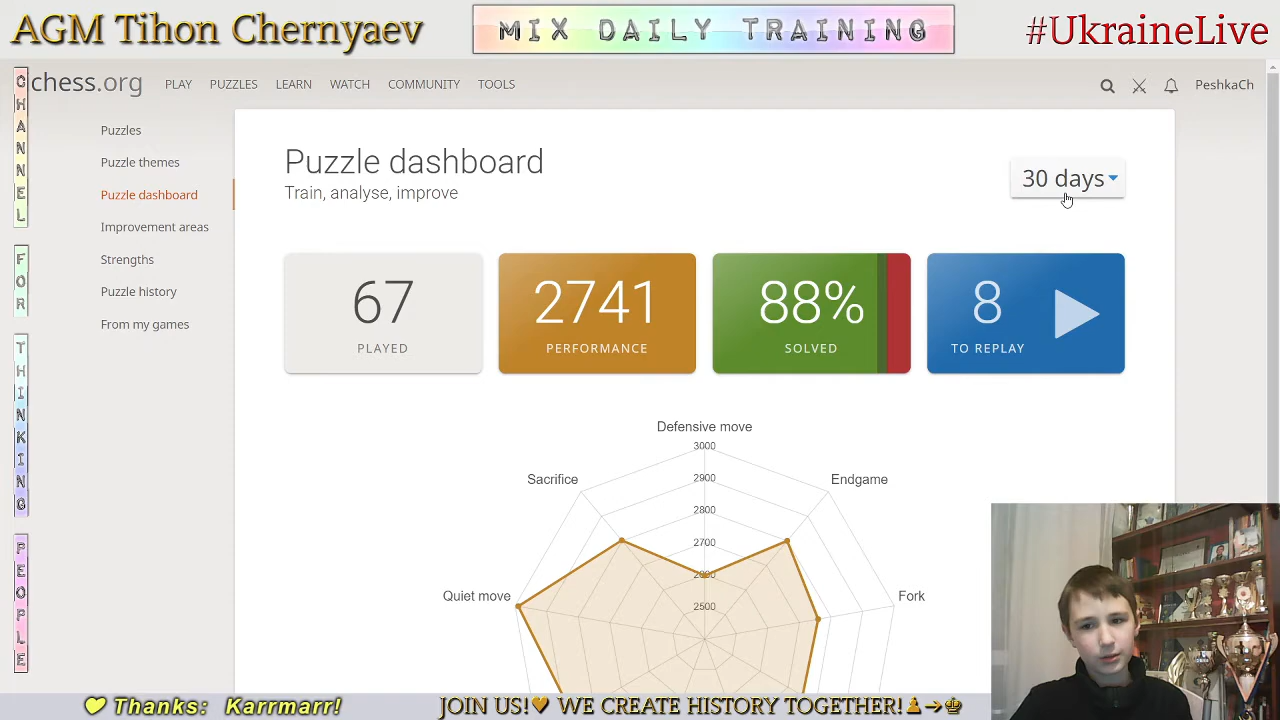 AGM Tihon Chernyaev
MIX DAILY TRAINING
#UkraineLive
chess.org
PLAY
PUZZLES
LEARN
WATCH
COMMUNITY
TOOLS
PeshkaCh
CHANNEL
FOR
THINKING
PEOPLE
Puzzles
Puzzle themes
Puzzle dashboard
Improvement areas
Strengths
Puzzle history
From my games
Puzzle dashboard
Train, analyse, improve
30 days
67
PLAYED
2741
PERFORMANCE
88%
SOLVED
8
TO REPLAY
Defensive move
3000
Sacrifice
Endgame
2900
2800
2700
2600
Quiet move
Fork
2500
Thanks: Karrmarr!
JOIN US! WE CREATE HISTORY TOGETHER!